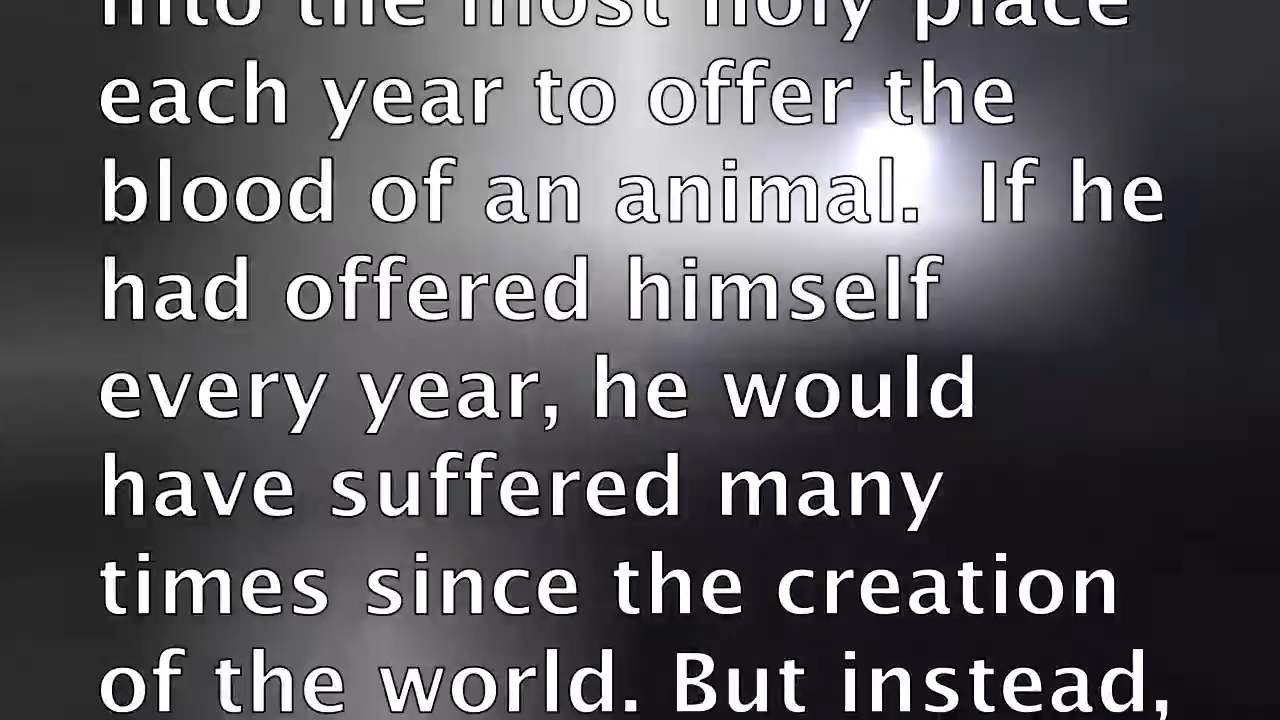 into the most holy place
each year to offer the
blood of an animal.  If he
had offered himself
every year, he would
have suffered many
times since the creation
of the world. But instead,